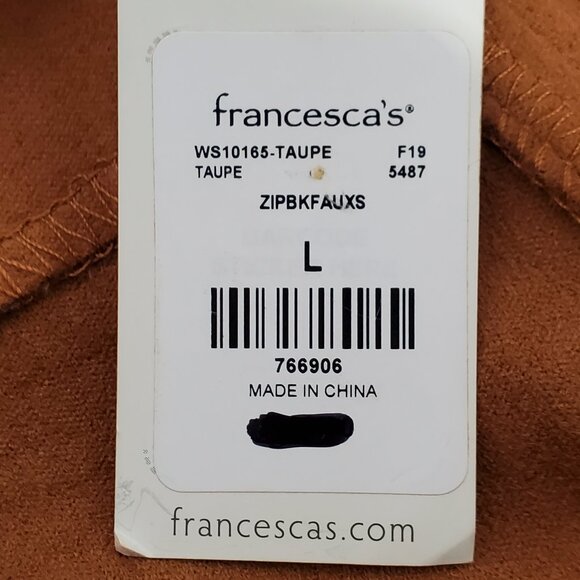 francesca's®
WS10165-TAUPE F19
TAUPE 5487
ZIPBKFAUXS
L
766906
MADE IN CHINA
francescas.com